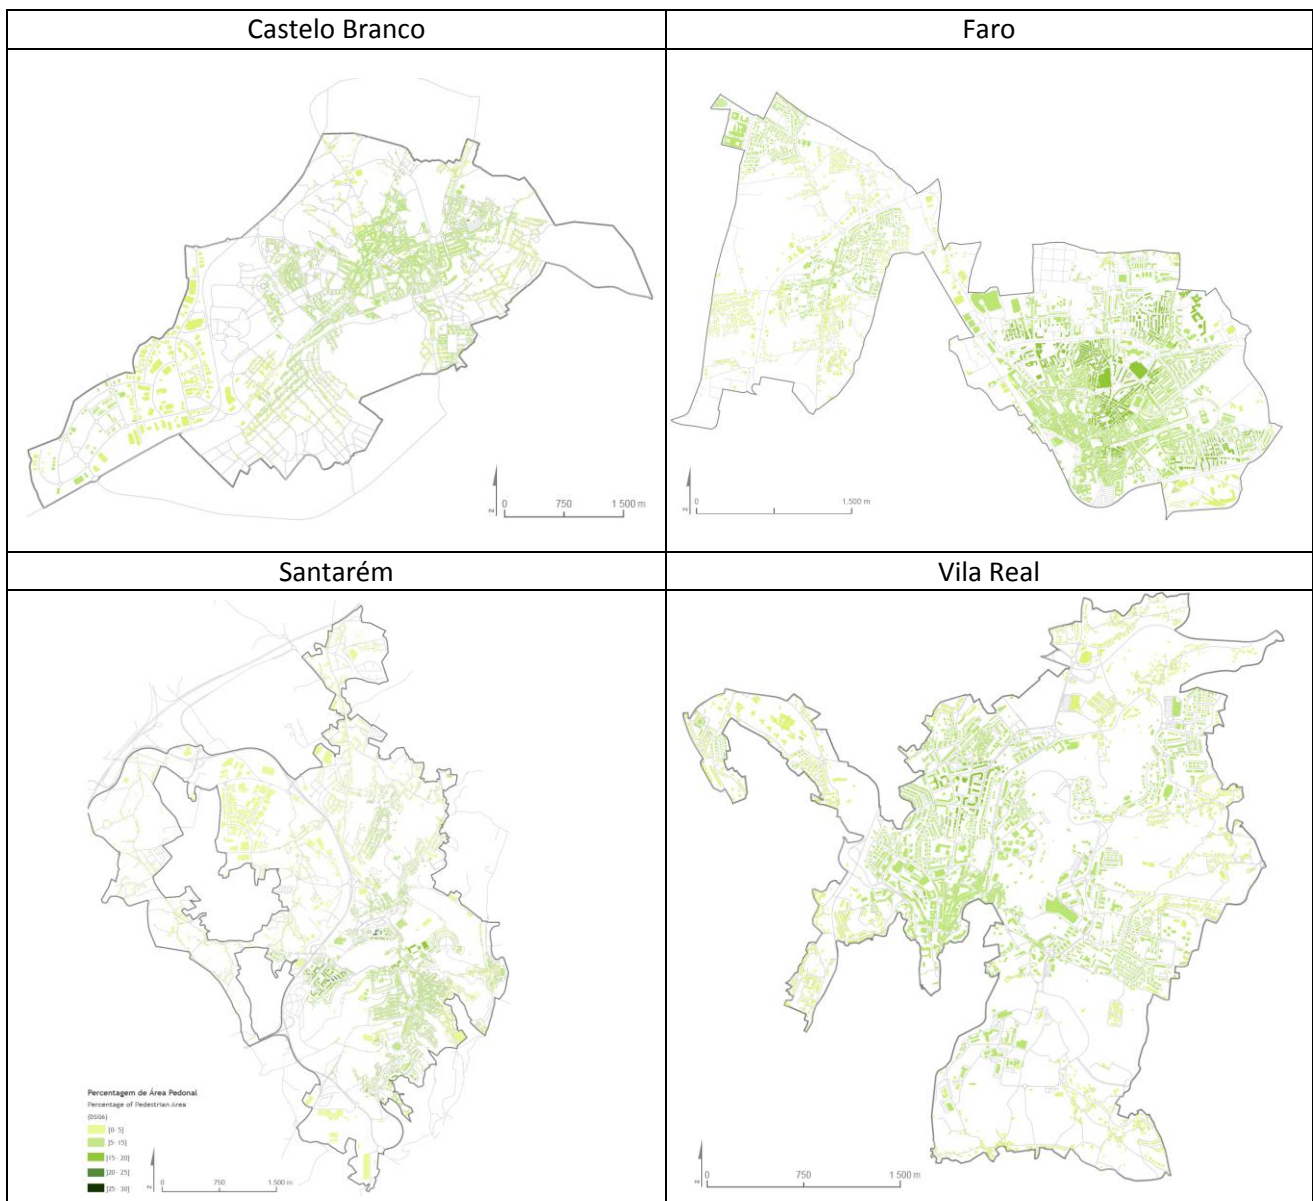 Castelo Branco
Faro
N
0 750 1 500 m
N
0 1.500 m
Santarém
Vila Real
Percentagem de Área Pedonal
Percentage of Pedestrian Area
(DSG6)
[0- 5]
]5- 15]
]15- 20]
]20- 25]
]25- 30]
N
0 750 1 500 m
N
0 750 1 500 m